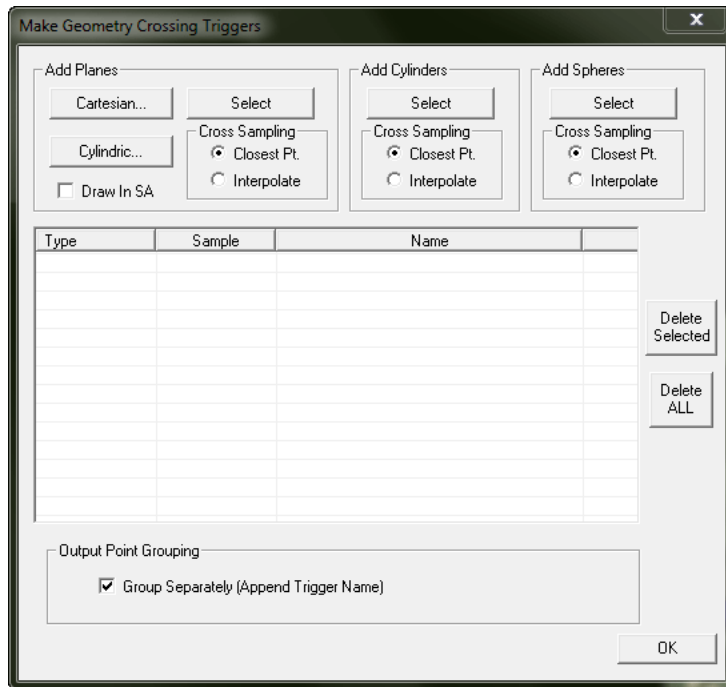 Make Geometry Crossing Triggers
x
Add Planes
Add Cylinders
Add Spheres
Cartesian...
Select
Select
Select
Cross Sampling
Cross Sampling
Cross Sampling
Cylindric...
Closest Pt.
Closest Pt.
Closest Pt.
Draw In SA
Interpolate
Interpolate
Interpolate
Type
Sample
Name
Delete
Selected
Delete
ALL
Output Point Grouping
Group Separately (Append Trigger Name)
OK